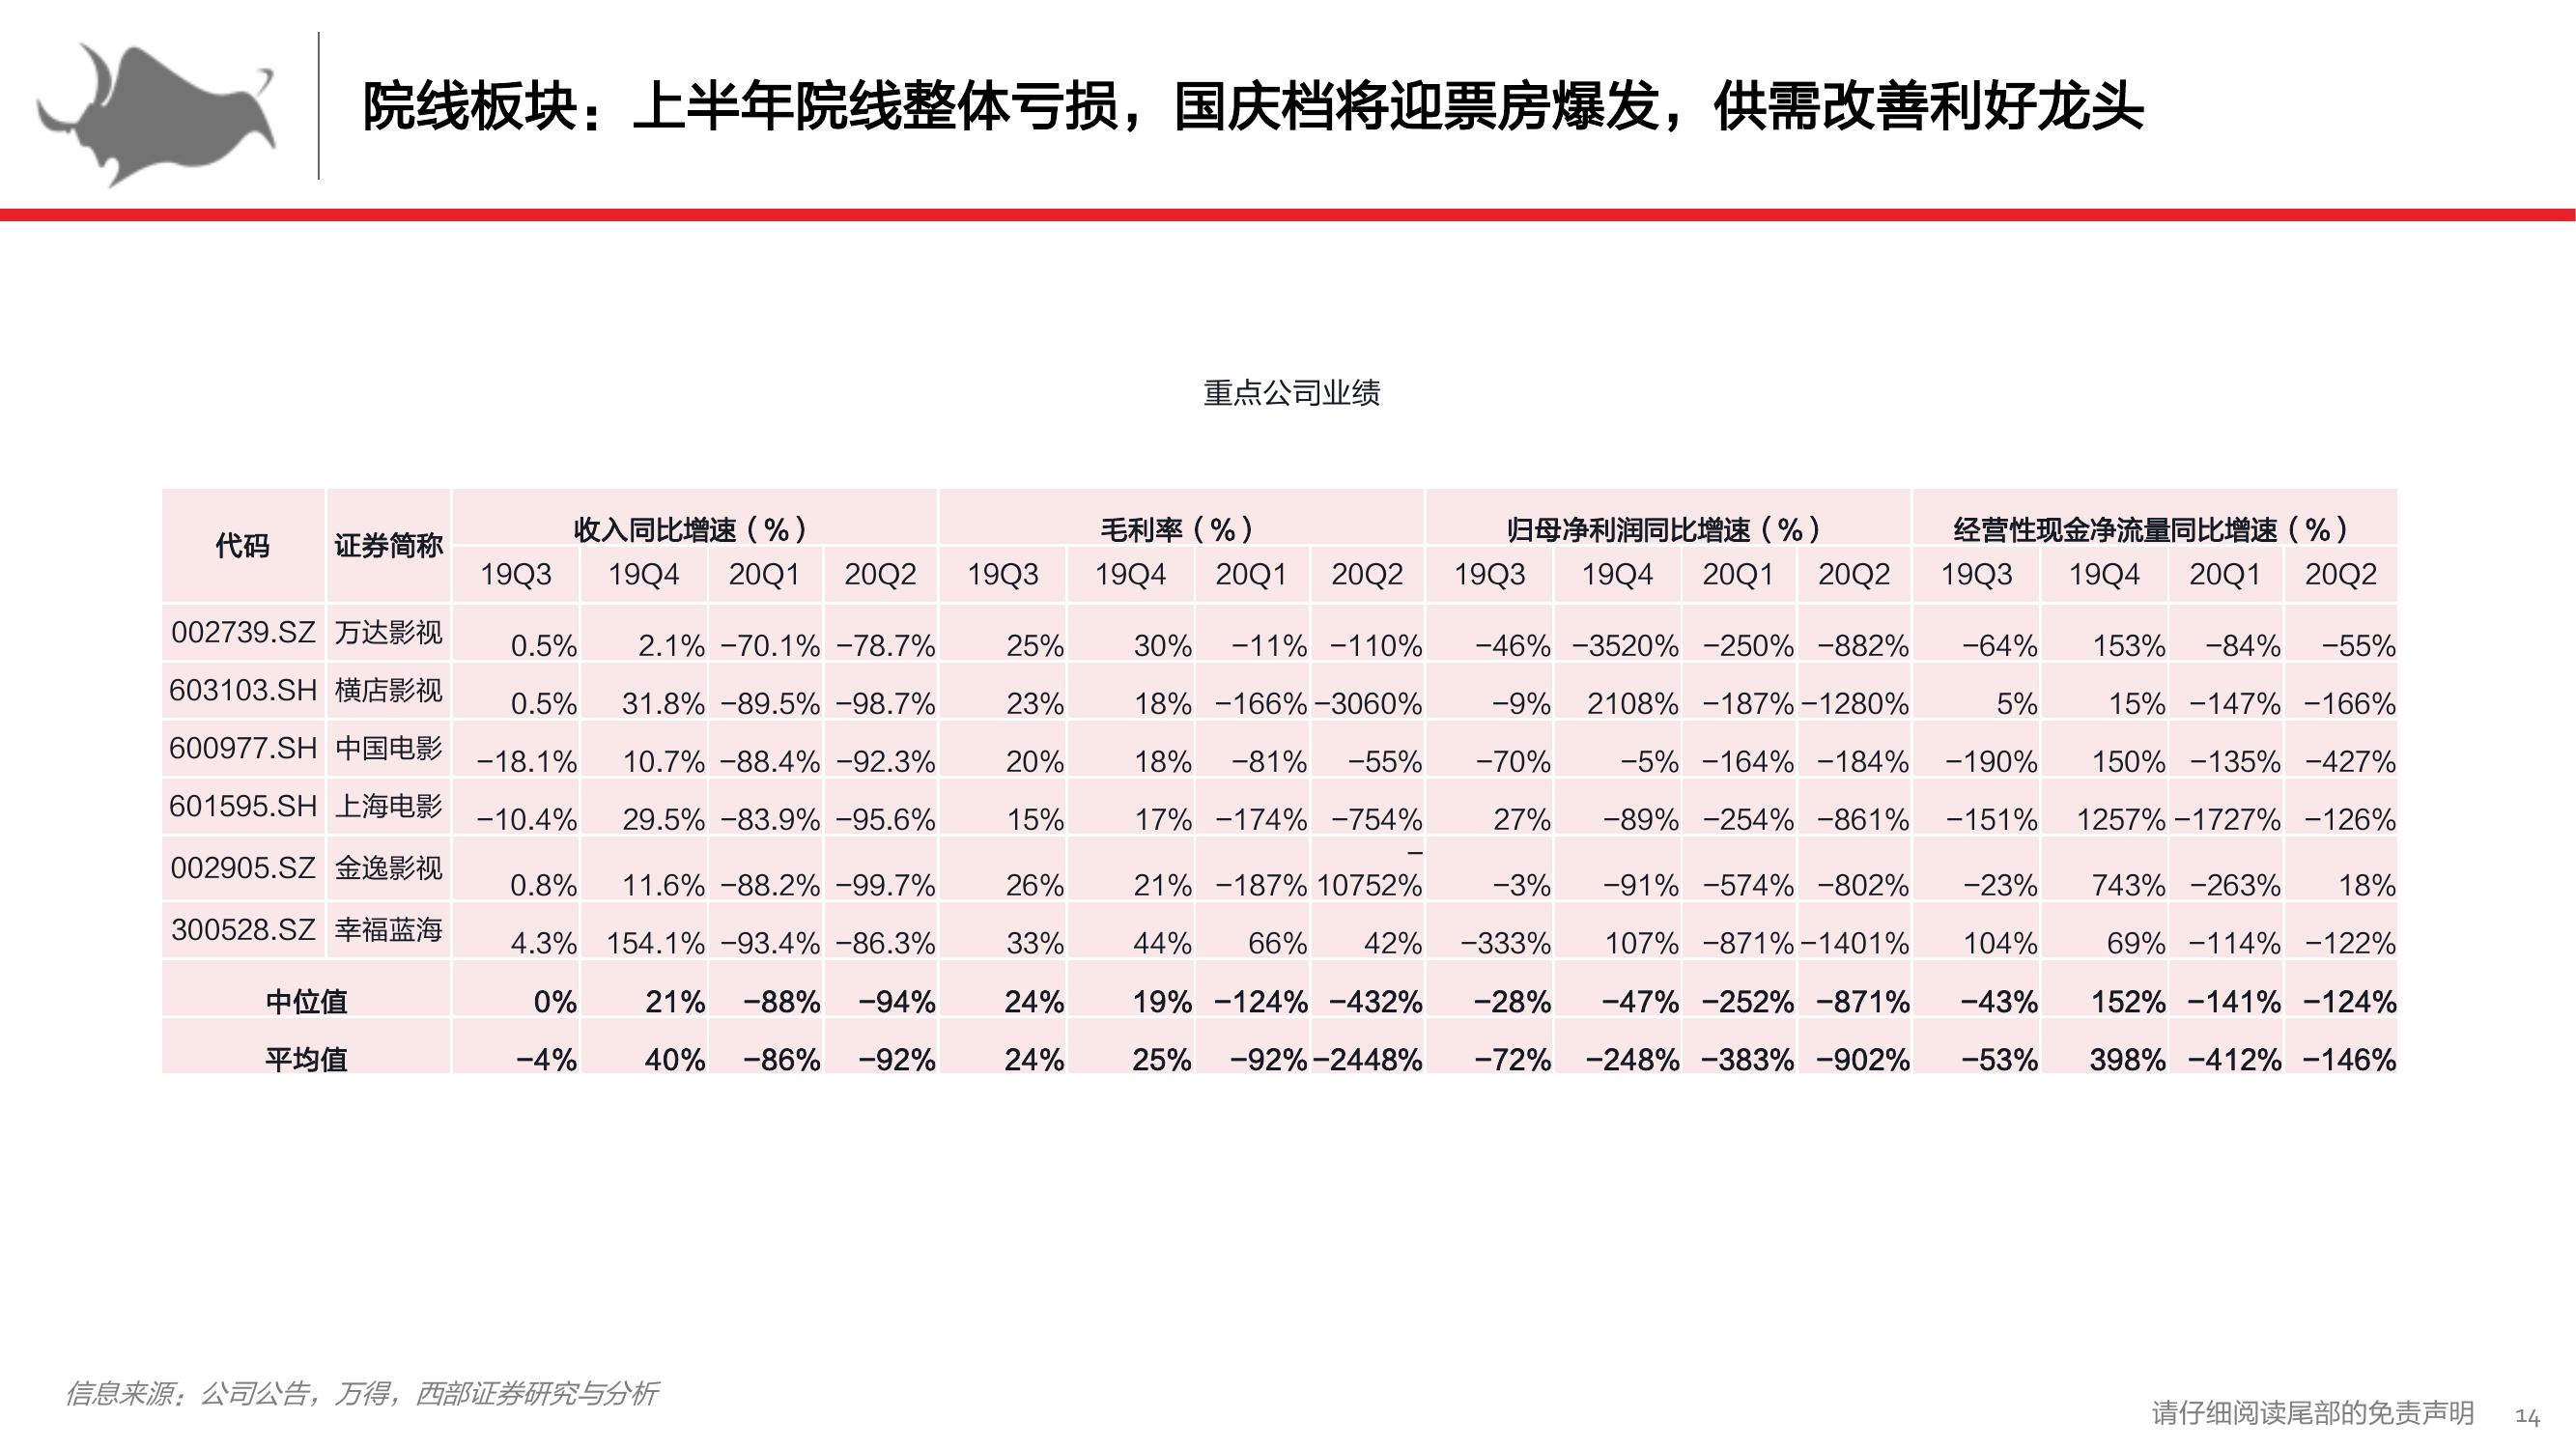 院线板块：上半年院线整体亏损，国庆档将迎票房爆发，供需改善利好龙头
重点公司业绩
代码 证券简称 收入同比增速（%） 毛利率（%） 归母净利润同比增速（%） 经营性现金净流量同比增速（%）
19Q3 19Q4 20Q1 20Q2 19Q3 19Q4 20Q1 20Q2 19Q3 19Q4 20Q1 20Q2 19Q3 19Q4 20Q1 20Q2
002739.SZ 万达影视 0.5% 2.1% −70.1% −78.7% 25% 30% −11% −110% −46% −3520% −250% −882% −64% 153% −84% −55%
603103.SH 横店影视 0.5% 31.8% −89.5% −98.7% 23% 18% −166% −3060% −9% 2108% −187% −1280% 5% 15% −147% −166%
600977.SH 中国电影 −18.1% 10.7% −88.4% −92.3% 20% 18% −81% −55% −70% −5% −164% −184% −190% 150% −135% −427%
601595.SH 上海电影 −10.4% 29.5% −83.9% −95.6% 15% 17% −174% −754% 27% −89% −254% −861% −151% 1257% −1727% −126%
002905.SZ 金逸影视 0.8% 11.6% −88.2% −99.7% 26% 21% −187% −10752% −3% −91% −574% −802% −23% 743% −263% 18%
300528.SZ 幸福蓝海 4.3% 154.1% −93.4% −86.3% 33% 44% 66% 42% −333% 107% −871% −1401% 104% 69% −114% −122%
中位值 0% 21% −88% −94% 24% 19% −124% −432% −28% −47% −252% −871% −43% 152% −141% −124%
平均值 −4% 40% −86% −92% 24% 25% −92% −2448% −72% −248% −383% −902% −53% 398% −412% −146%
信息来源：公司公告，万得，西部证券研究与分析
请仔细阅读尾部的免责声明 14